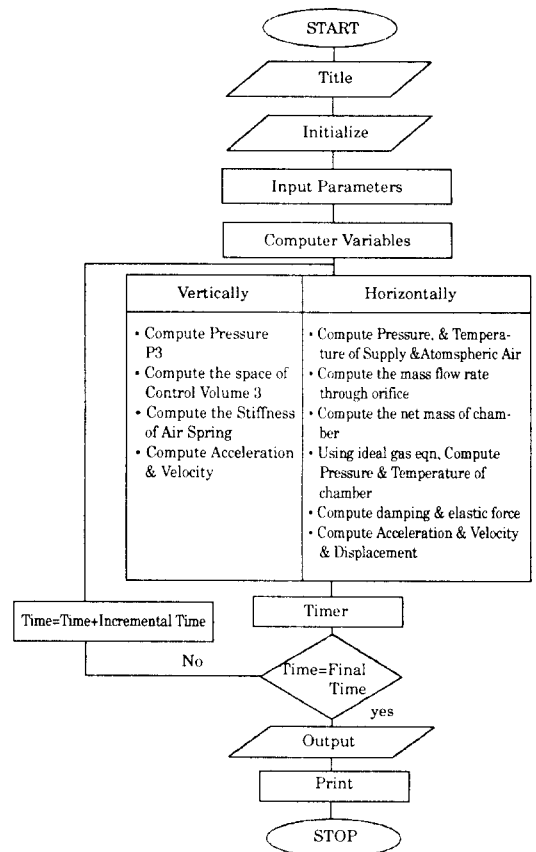 START
Title
Initialize
Input Parameters
Computer Variables
Vertically
• Compute Pressure
P3
• Compute the space of
Control Volume 3
• Compute the Stiffness
of Air Spring
• Compute Acceleration
& Velocity
Horizontally
• Compute Pressure, & Tempera-
ture of Supply &Atomspheric Air
• Compute the mass flow rate
through orifice
• Compute the net mass of cham-
ber
• Using ideal gas eqn, Compute
Pressure & Temperature of
chamber
• Compute damping & elastic force
• Compute Acceleration & Velocity
& Displacement
Timer
Time=Time+Incremental Time
No
Time=Final
Time
yes
Output
Print
STOP